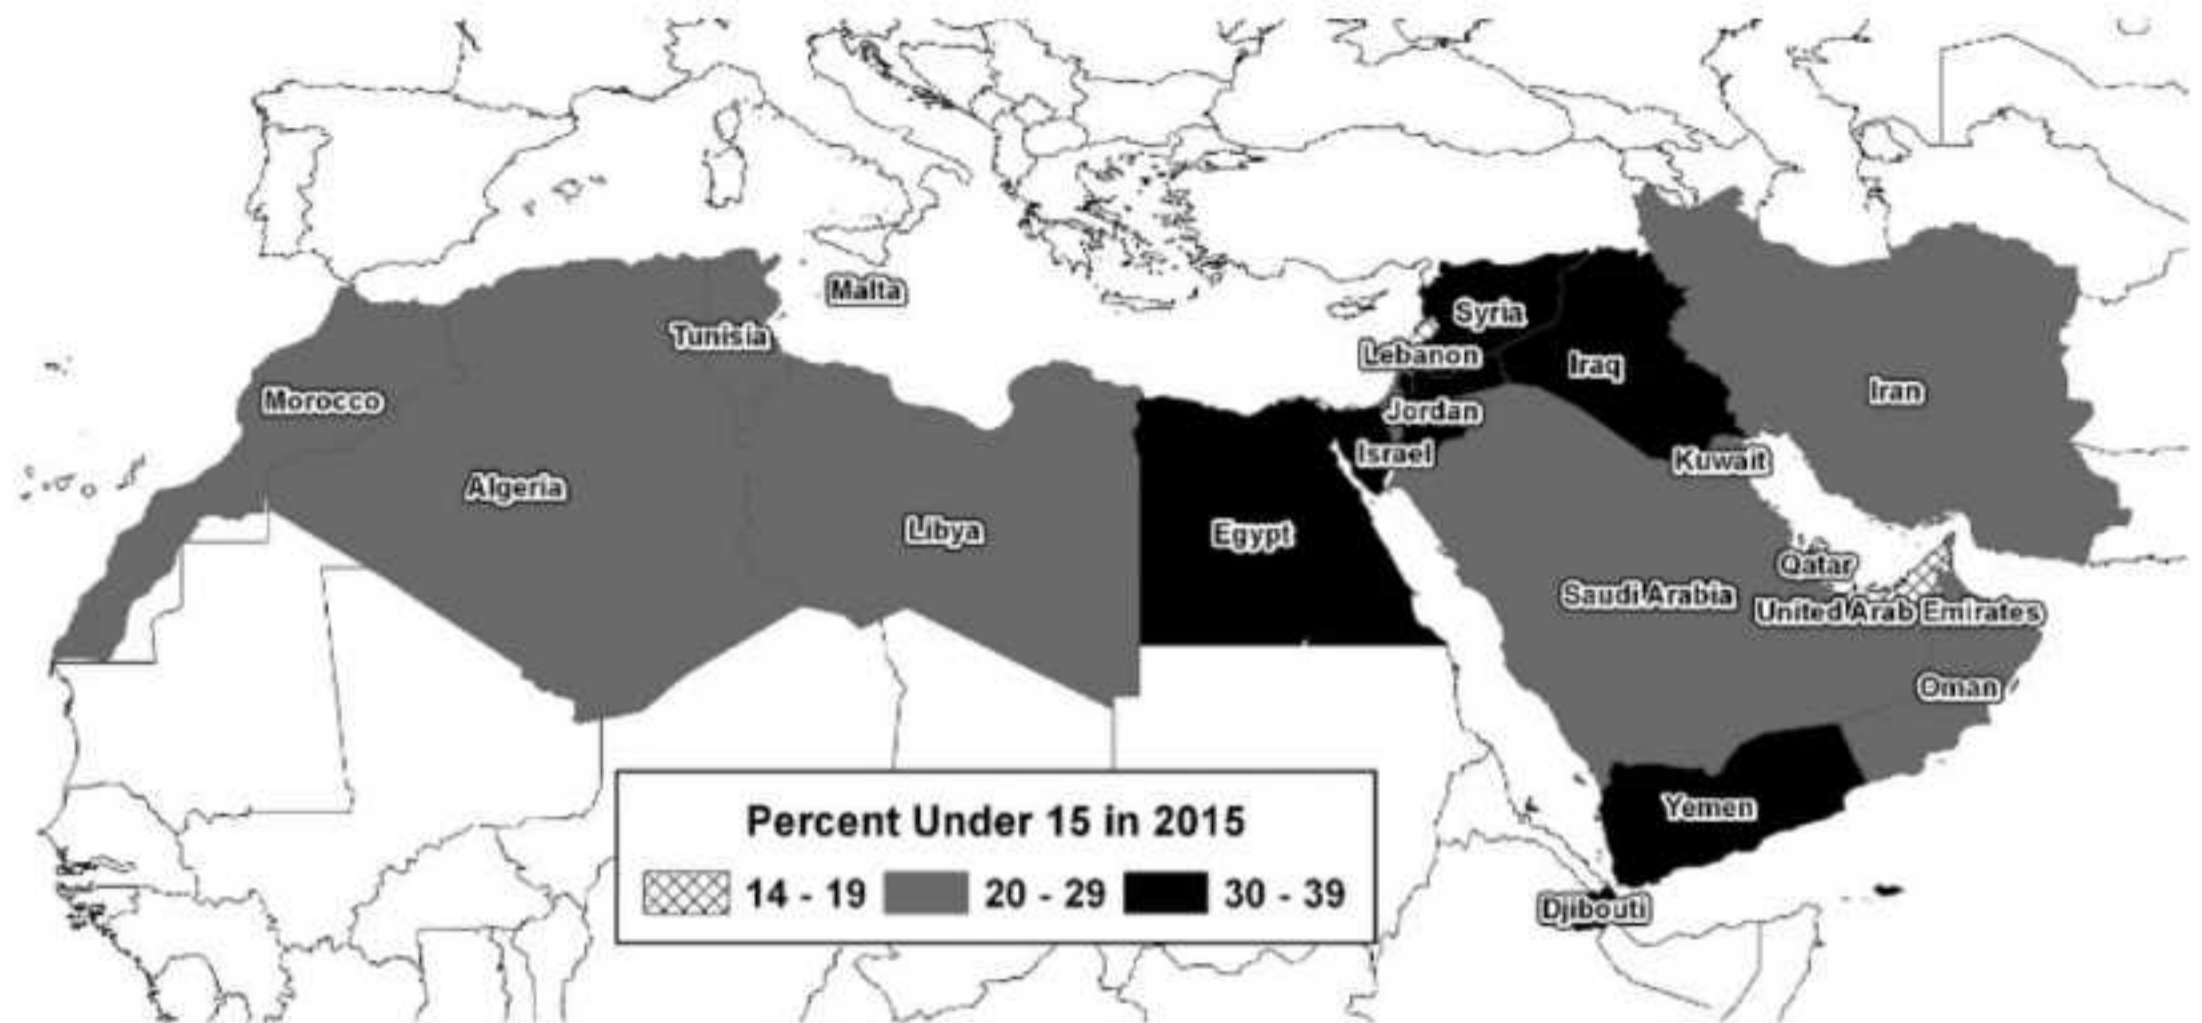 Malta
Syria
Tunisia
Lebanon
Iraq
Iran
Morocco
Jordan
Israel
Kuwait
Algeria
Libya
Egypt
Qatar
Saudi Arabia
United Arab Emirates
Oman
Yemen
Djibouti
Percent Under 15 in 2015
14 - 19 20 - 29 30 - 39